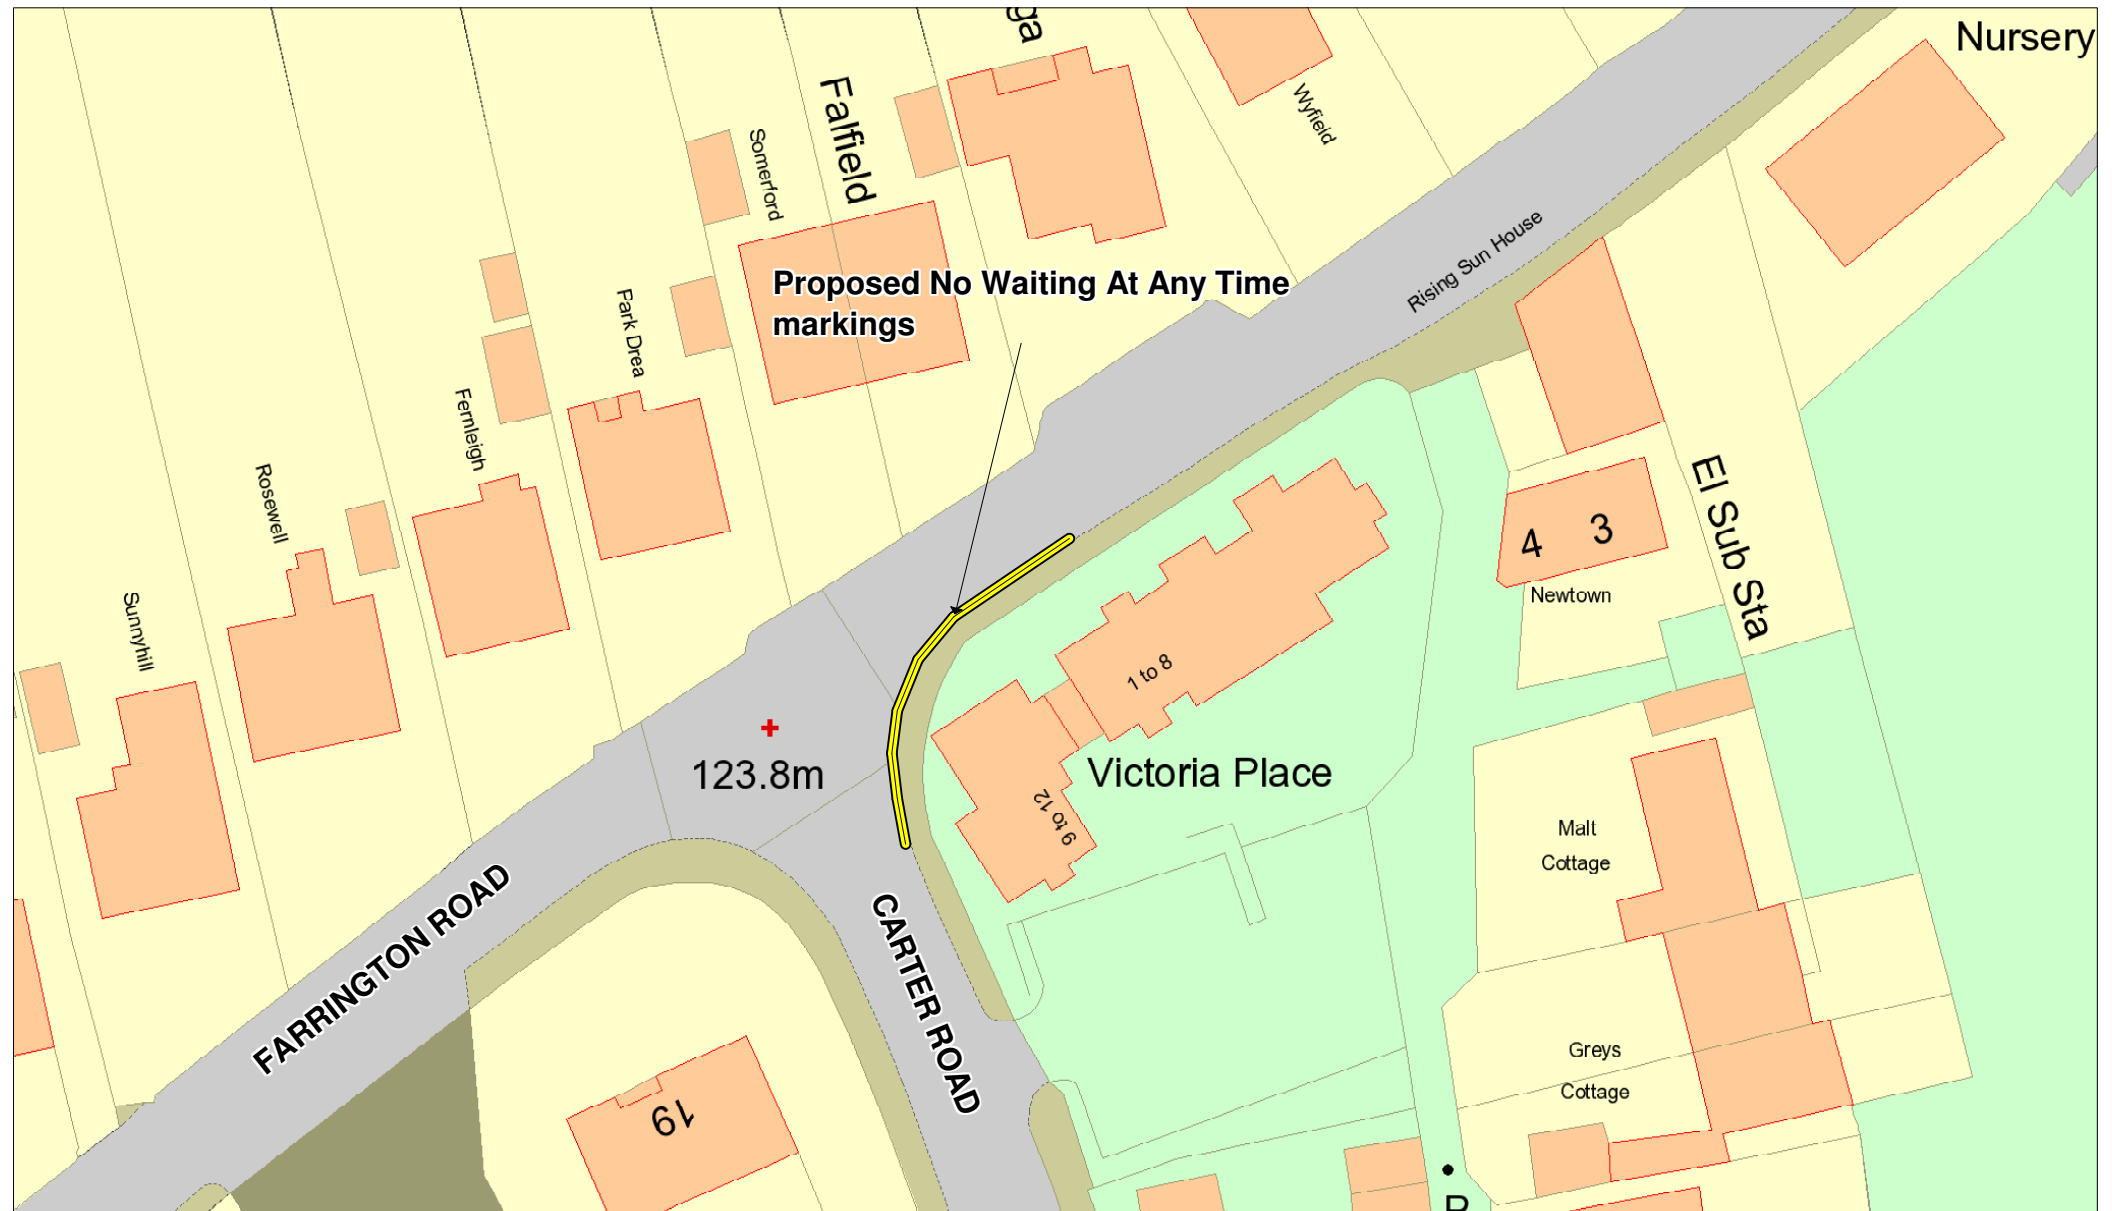 ga
Nursery
Falfield
Somerford
Wyfield
Rising Sun House
Proposed No Waiting At Any Time
markings
Park Drea
Fernleigh
Rosewell
Sunnyhill
El Sub Sta
4 3
Newtown
1 to 8
123.8m
Victoria Place
9 to 12
Malt
Cottage
FARRINGTON ROAD
CARTER ROAD
Greys
Cottage
19